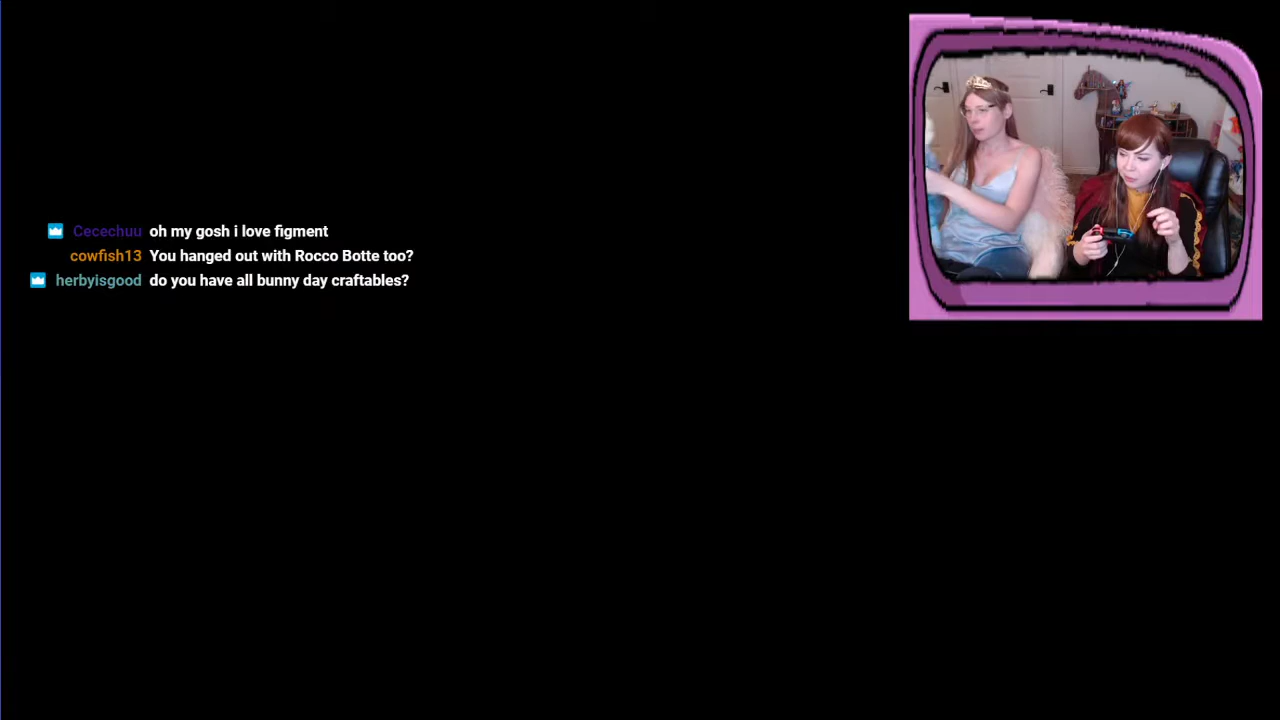 Cecechuu oh my gosh i love figment
cowfish13 You hanged out with Rocco Botte too?
herbyisgood do you have all bunny day craftables?